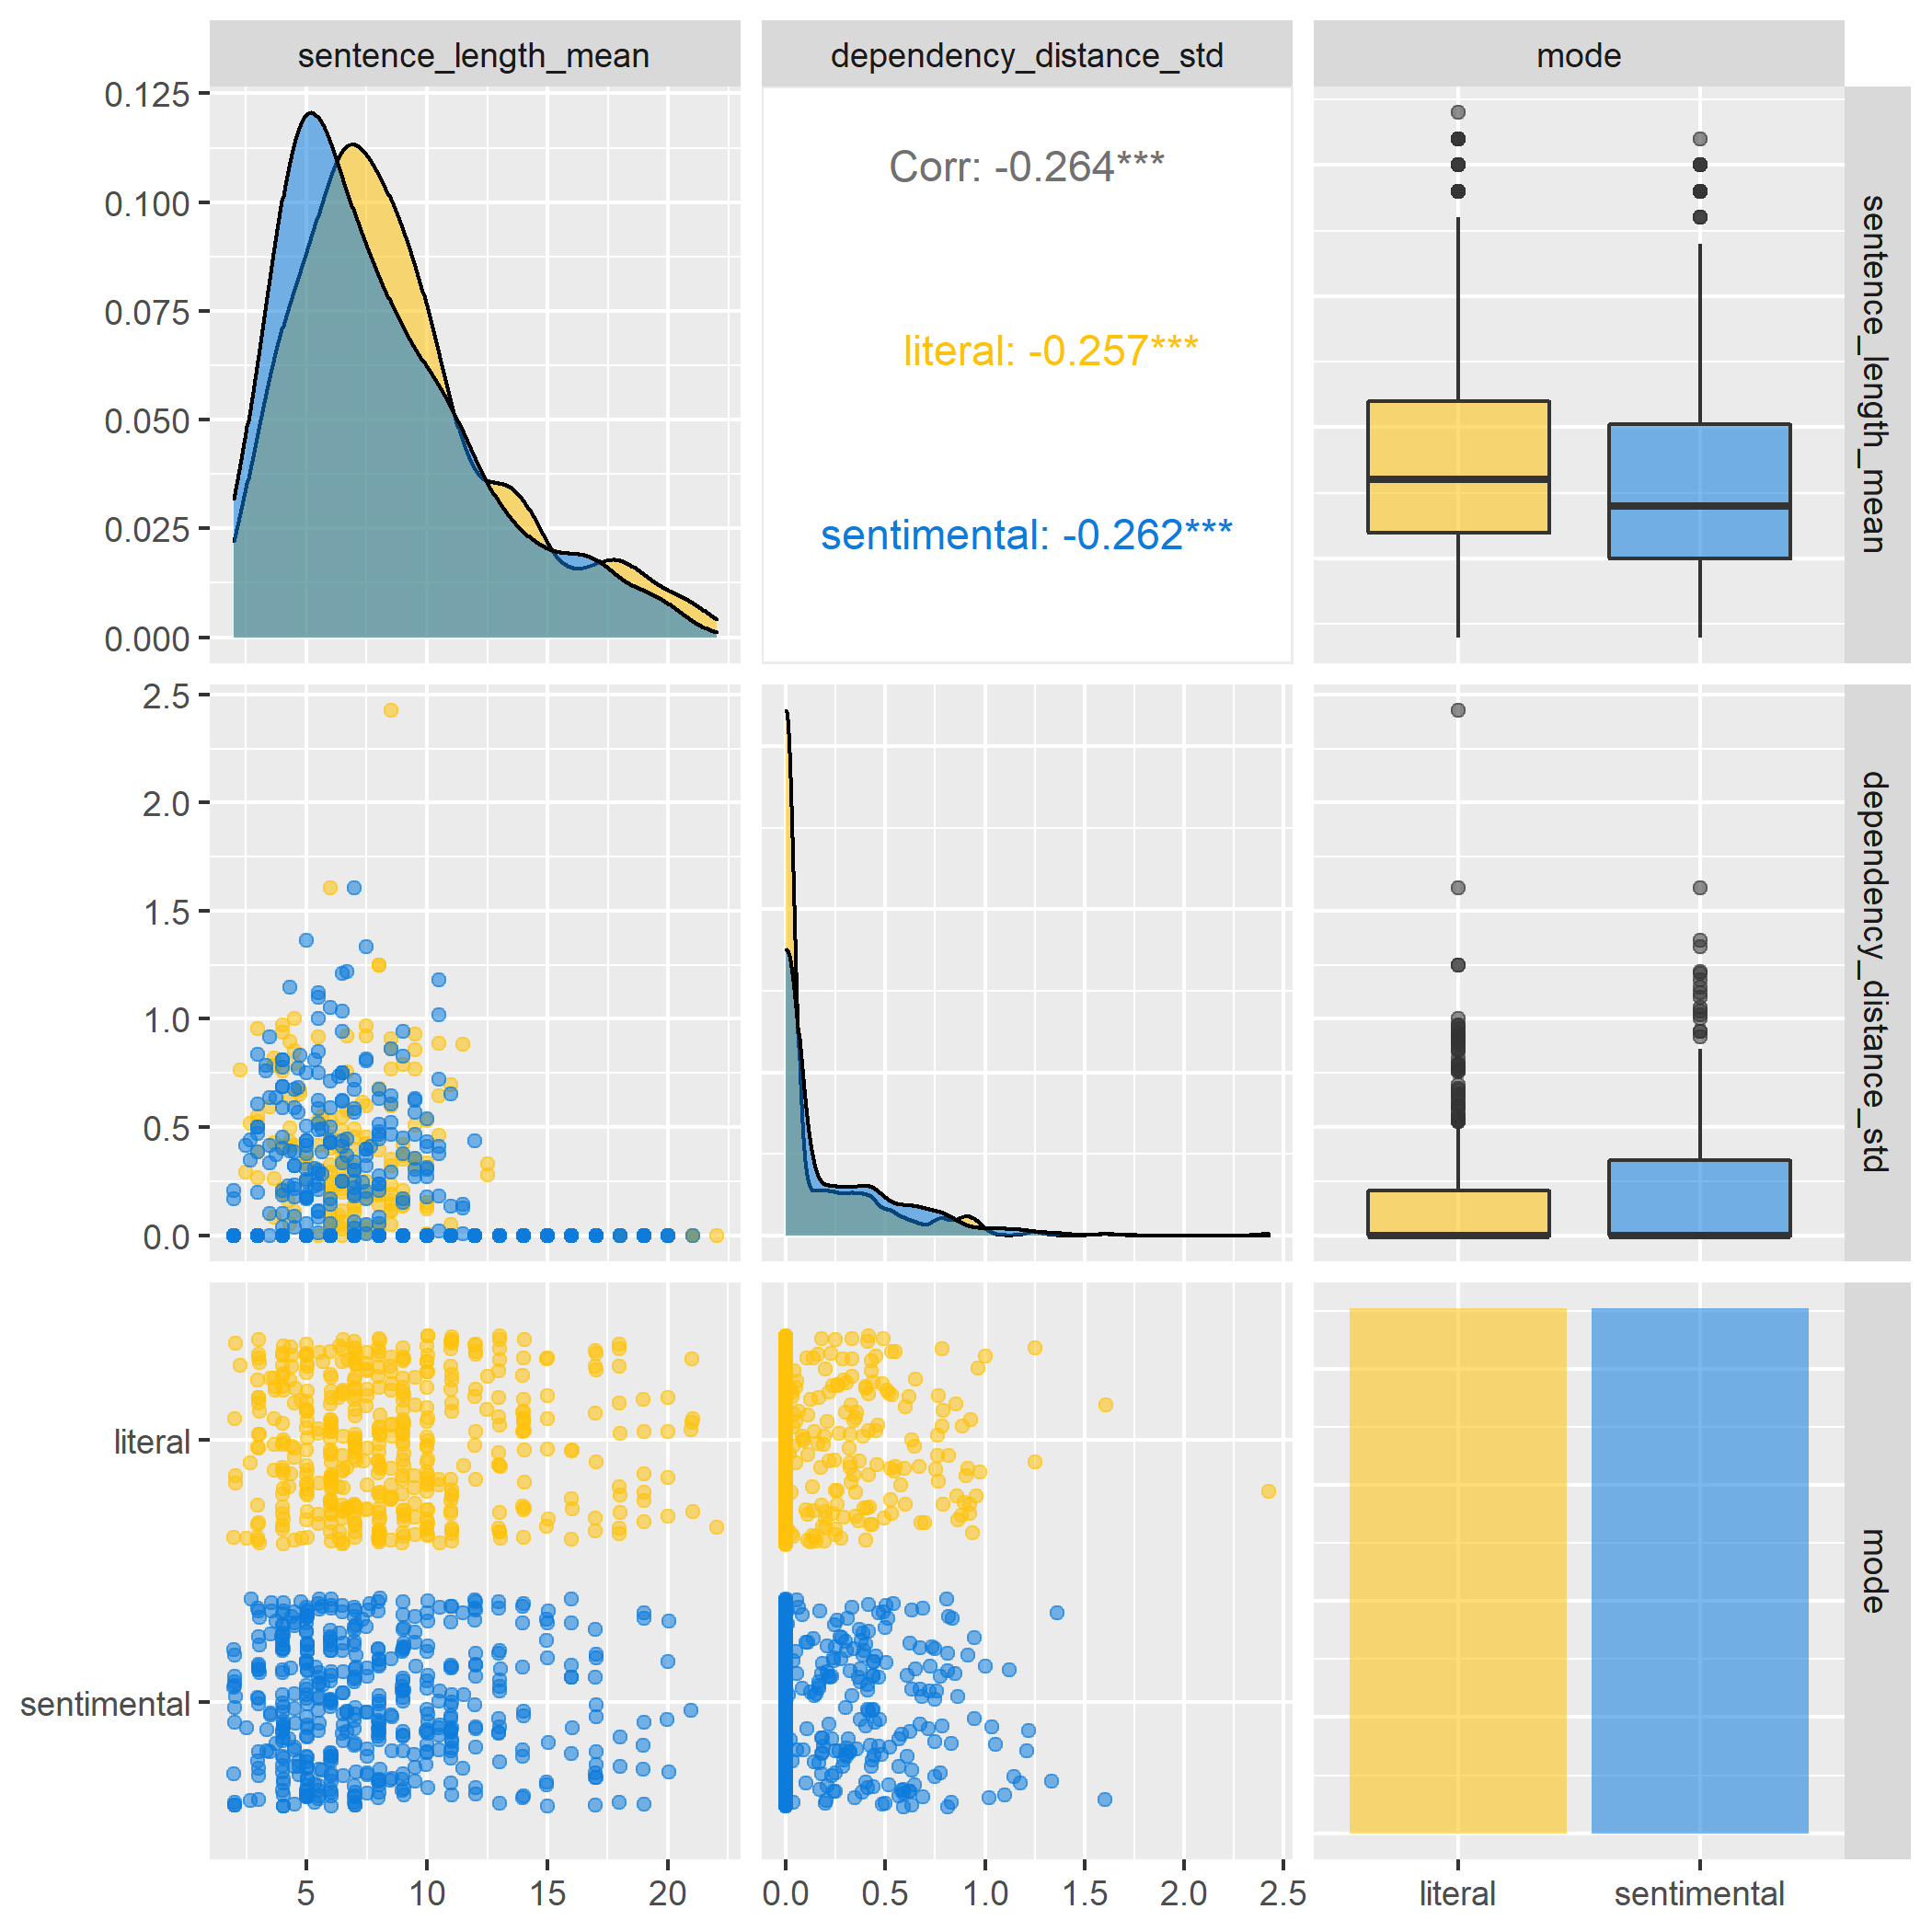 sentence_length_mean
dependency_distance_std
mode
0.125
0.100
0.075
0.050
0.025
0.000
Corr: -0.264***
literal: -0.257***
sentimental: -0.262***
sentence_length_mean
2.5
2.0
1.5
1.0
0.5
0.0
dependency_distance_std
literal
sentimental
mode
5
10
15
20
0.0
0.5
1.0
1.5
2.0
2.5
literal
sentimental